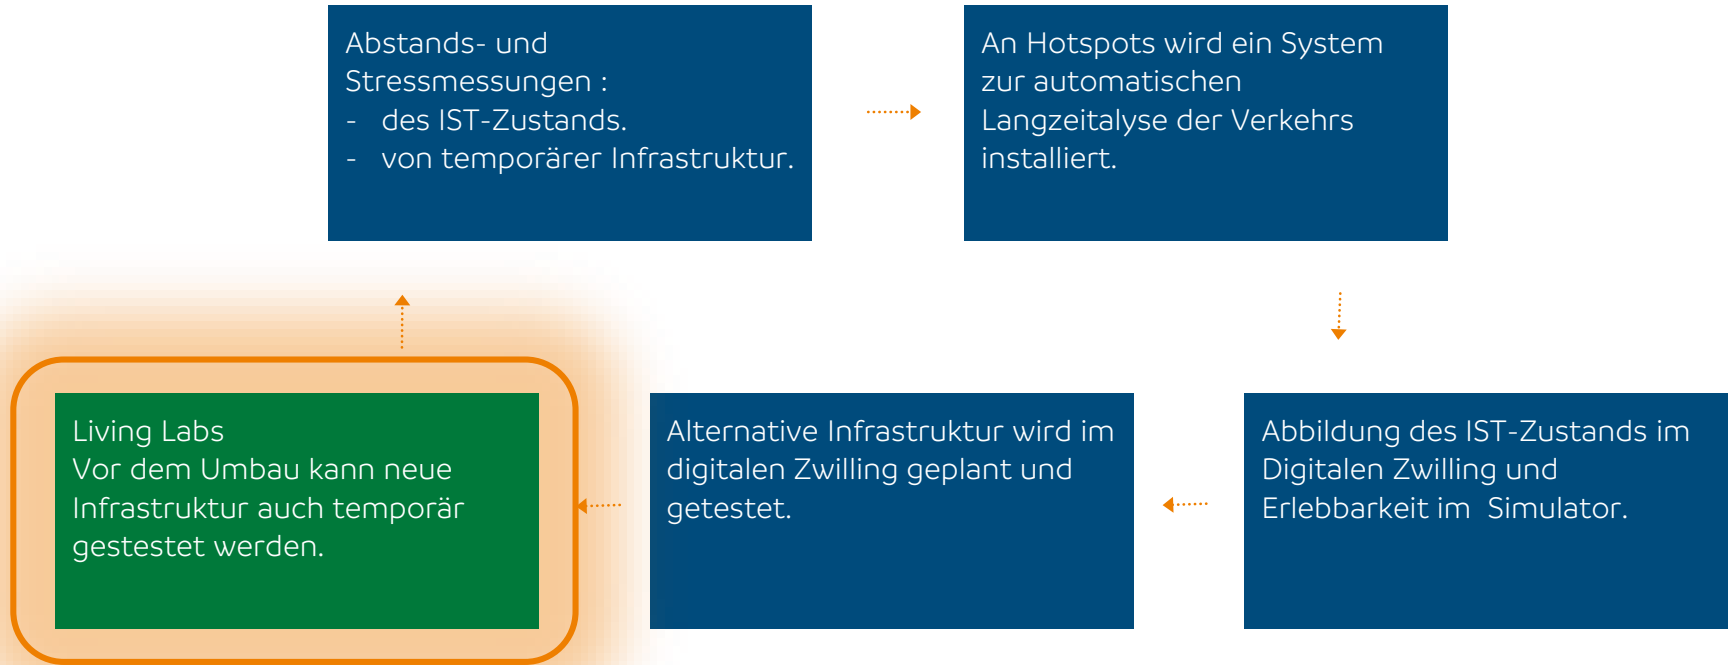 Abstands- und
Stressmessungen :
- des IST-Zustands.
- von temporärer Infrastruktur.
An Hotspots wird ein System
zur automatischen
Langzeitalyse der Verkehrs
installiert.
Living Labs
Vor dem Umbau kann neue
Infrastruktur auch temporär
gestestet werden.
Alternative Infrastruktur wird im
digitalen Zwilling geplant und
getestet.
Abbildung des IST-Zustands im
Digitalen Zwilling und
Erlebbarkeit im  Simulator.